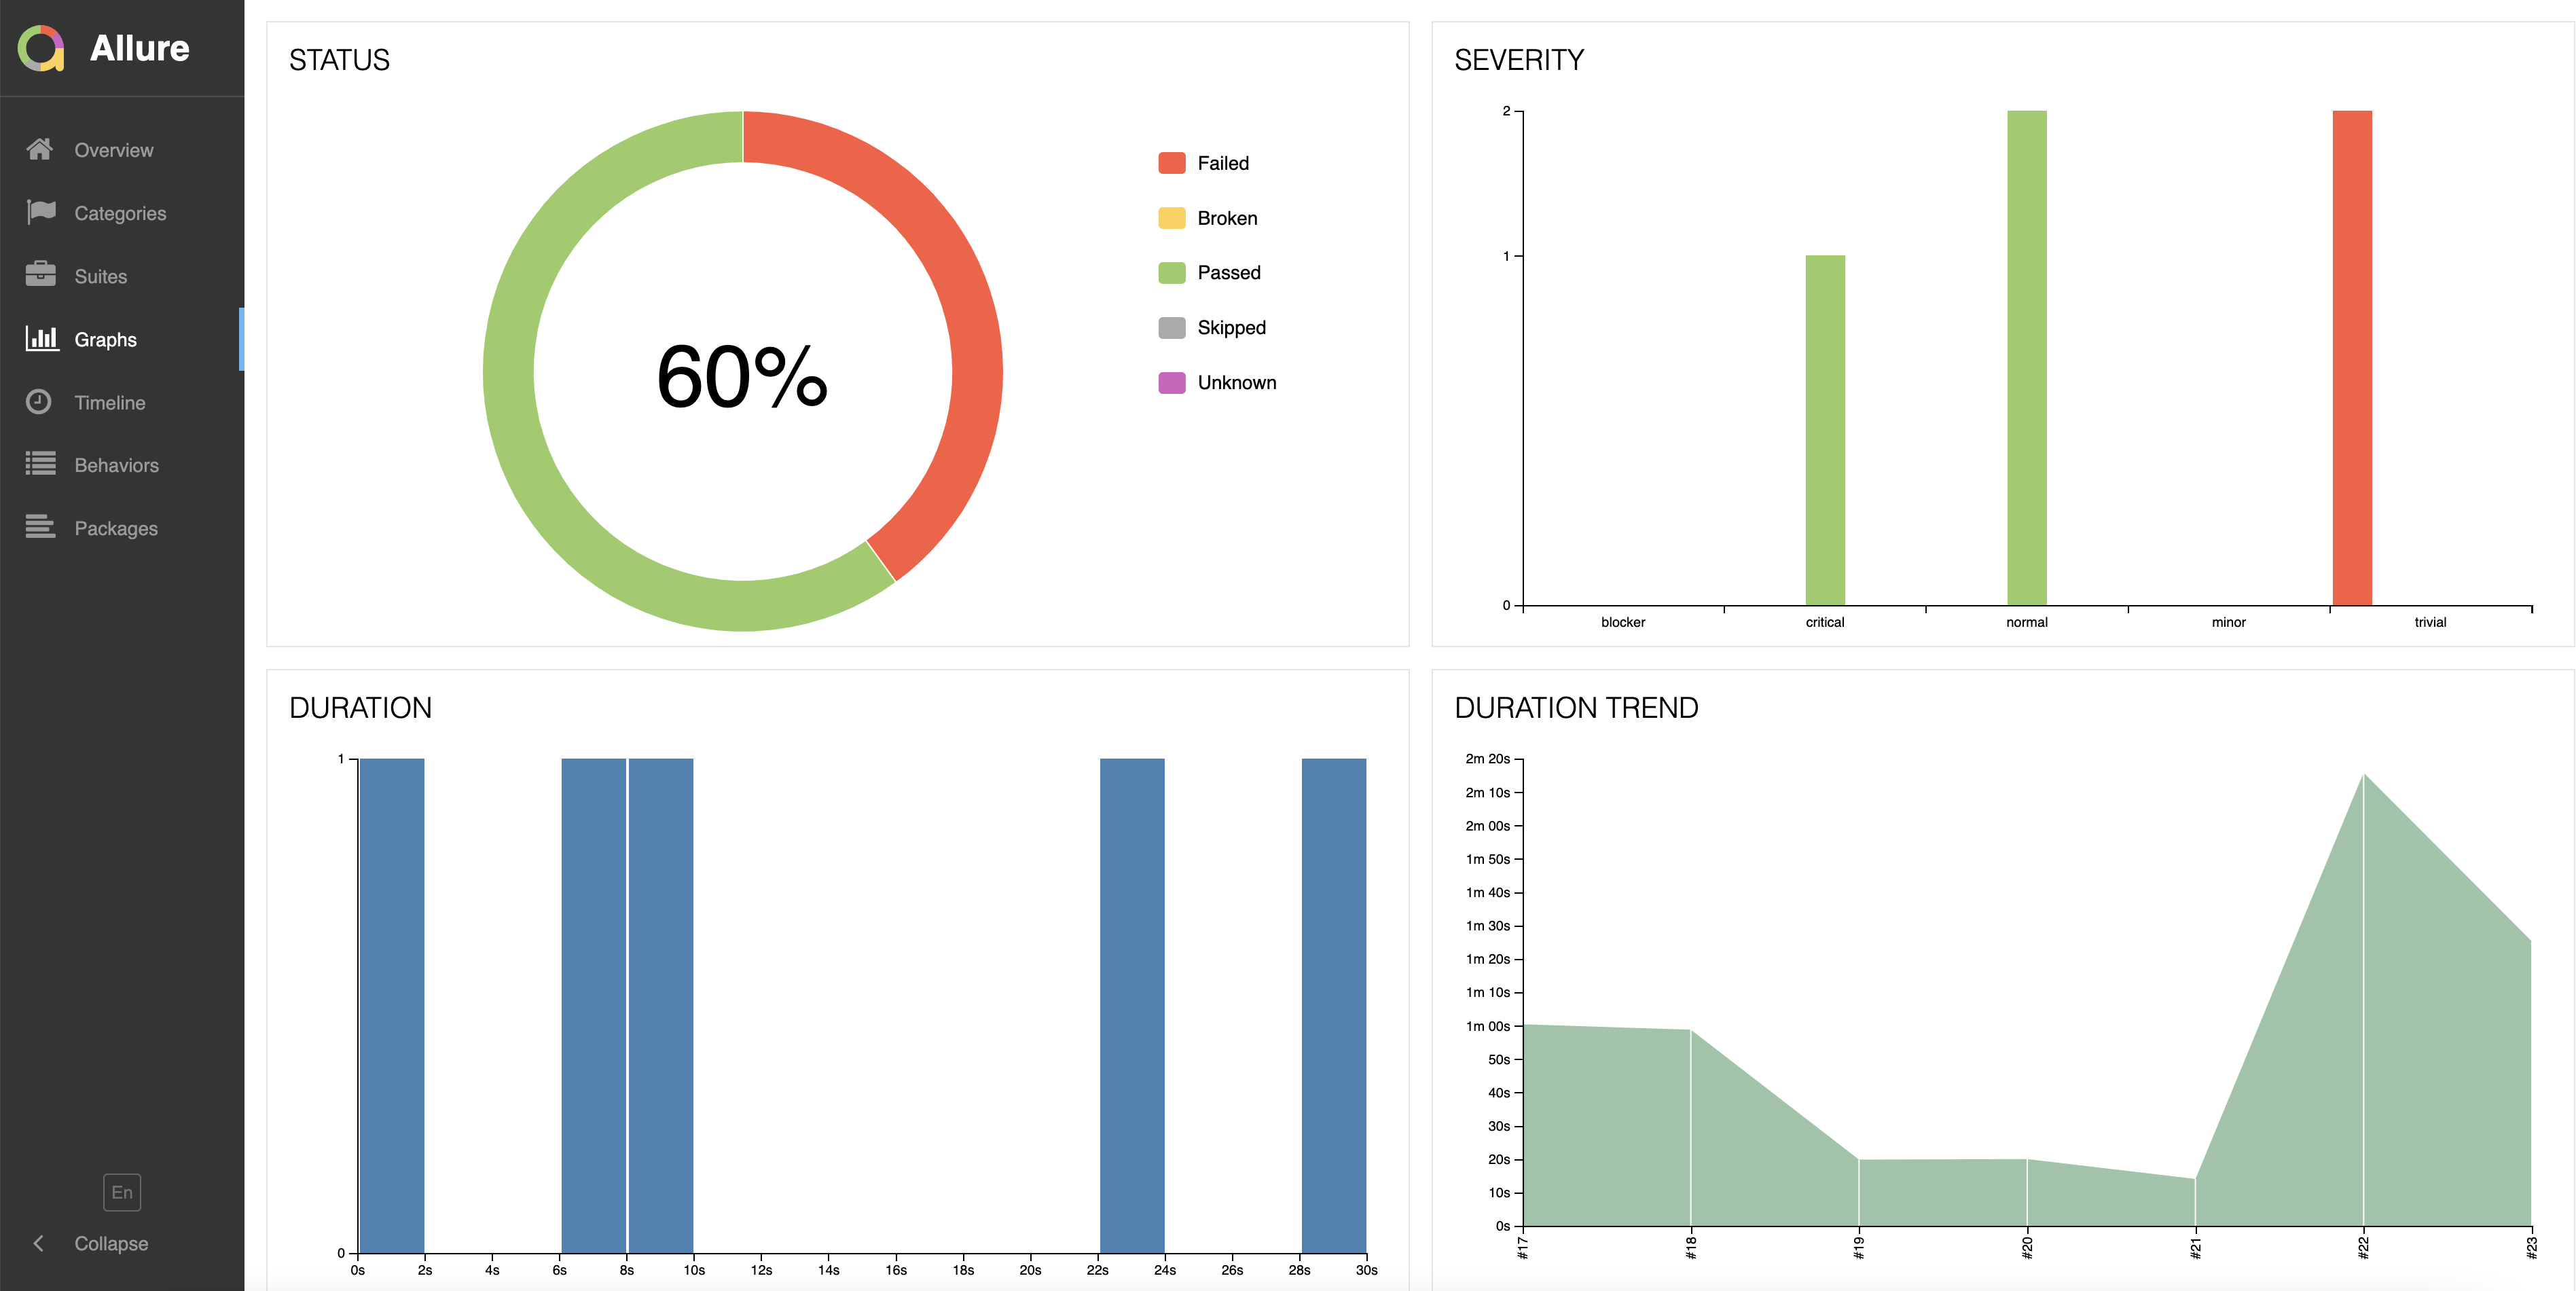 Allure
Overview
Categories
Suites
Graphs
Timeline
Behaviors
Packages
En
Collapse
STATUS
60%
Failed
Broken
Passed
Skipped
Unknown
SEVERITY
2
1
0
blocker critical normal minor trivial
DURATION
1
0
0s 2s 4s 6s 8s 10s 12s 14s 16s 18s 20s 22s 24s 26s 28s 30s
DURATION TREND
2m 20s
2m 10s
2m 00s
1m 50s
1m 40s
1m 30s
1m 20s
1m 10s
1m 00s
50s
40s
30s
20s
10s
0s
#17 #18 #19 #20 #21 #22 #23